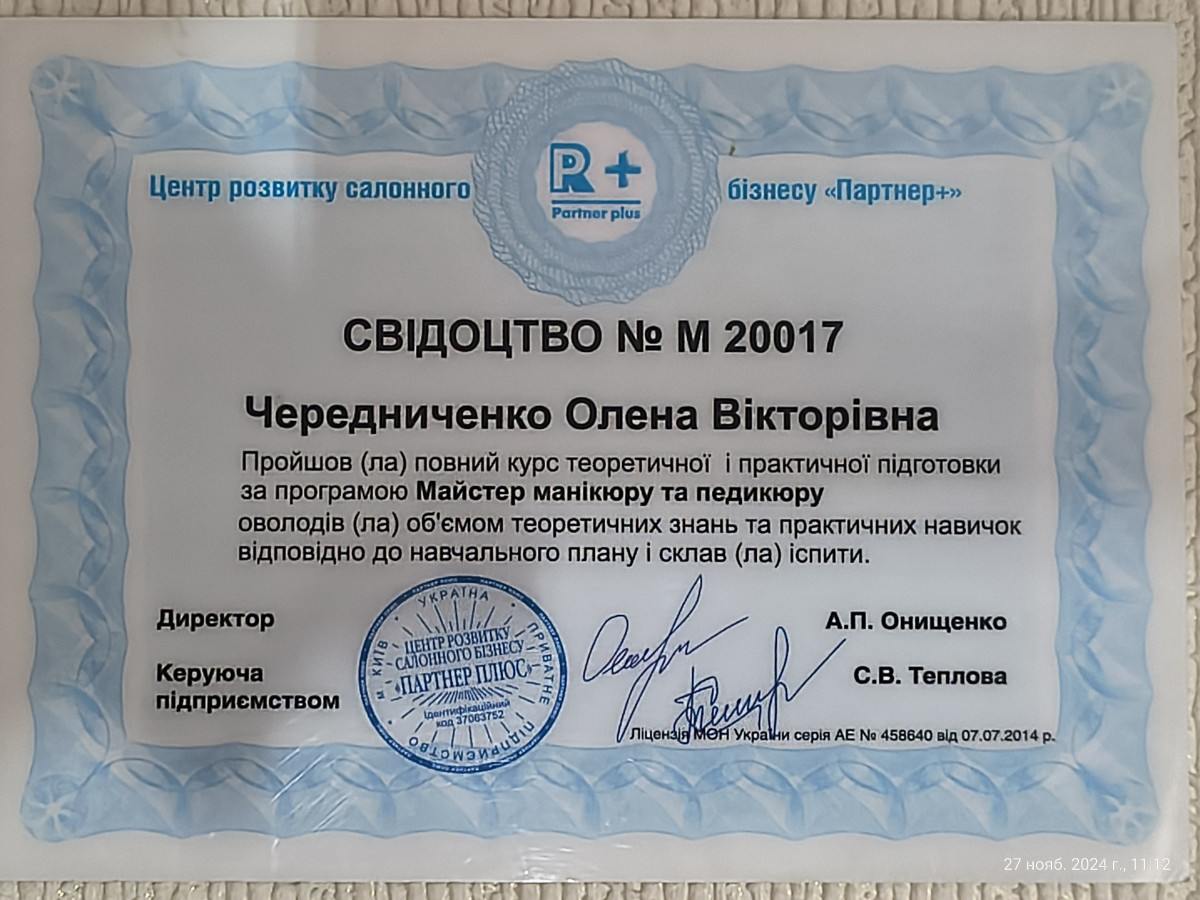 Центр розвитку салонного бізнесу «Партнер+»
R+
Partner plus
СВІДОЦТВО № М 20017
Чередниченко Олена Вікторівна
Пройшов (ла) повний курс теоретичної і практичної підготовки
за програмою Майстер манікюру та педикюру
оволодів (ла) об'ємом теоретичних знань та практичних навичок
відповідно до навчального плану і склав (ла) іспити.
Директор
А.П. Онищенко
Керуюча
підприємством
С.В. Теплова
УКРАЇНА
м. КИЇВ
ПРИВАТНЕ
ПІДПРИЄМСТВО
ЦЕНТР РОЗВИТКУ
САЛОННОГО БІЗНЕСУ
«ПАРТНЕР ПЛЮС»
ідентифікаційний
код 37063752
Ліцензія МОН України серія АЕ № 458640 від 07.07.2014 р.
27 нояб. 2024 г., 11:12